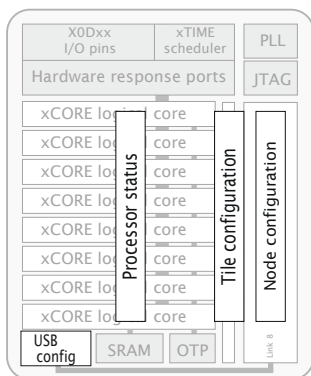 X0Dxx
I/O pins
xTIME
scheduler
PLL
Hardware response ports
JTAG
xCORE logical core
xCORE logical core
xCORE logical core
xCORE logical core
xCORE logical core
xCORE logical core
xCORE logical core
xCORE logical core
Processor status
Tile configuration
Node configuration
USB
config
SRAM
OTP
Link 8